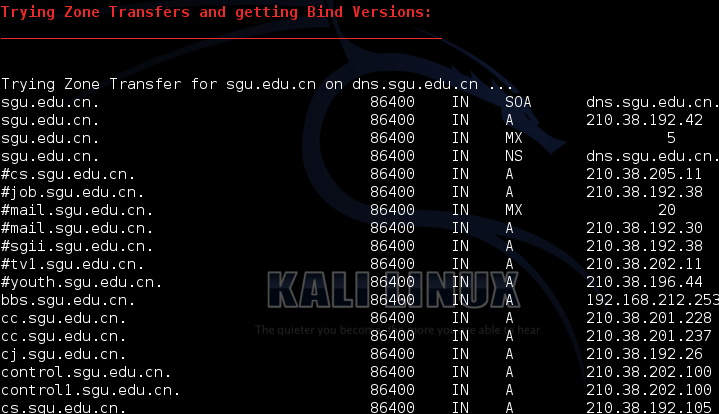 Trying Zone Transfers and getting Bind Versions:
Trying Zone Transfer for sgu.edu.cn on dns.sgu.edu.cn ...
sgu.edu.cn. 86400 IN SOA dns.sgu.edu.cn.
sgu.edu.cn. 86400 IN A 210.38.192.42
sgu.edu.cn. 86400 IN MX 5
sgu.edu.cn. 86400 IN NS dns.sgu.edu.cn.
#cs.sgu.edu.cn. 86400 IN A 210.38.205.11
#job.sgu.edu.cn. 86400 IN A 210.38.192.38
#mail.sgu.edu.cn. 86400 IN MX 20
#mail.sgu.edu.cn. 86400 IN A 210.38.192.30
#sgii.sgu.edu.cn. 86400 IN A 210.38.192.38
#tv1.sgu.edu.cn. 86400 IN A 210.38.202.11
#youth.sgu.edu.cn. 86400 IN A 210.38.196.44
KALI LINUX
bbs.sgu.edu.cn. 86400 IN A 192.168.212.253
cc.sgu.edu.cn. 86400 IN A 210.38.201.228
The quieter you become, the more you are able to hear.
cc.sgu.edu.cn. 86400 IN A 210.38.201.237
cj.sgu.edu.cn. 86400 IN A 210.38.192.26
control.sgu.edu.cn. 86400 IN A 210.38.202.100
control1.sgu.edu.cn. 86400 IN A 210.38.202.100
cs.sgu.edu.cn. 86400 IN A 210.38.192.105